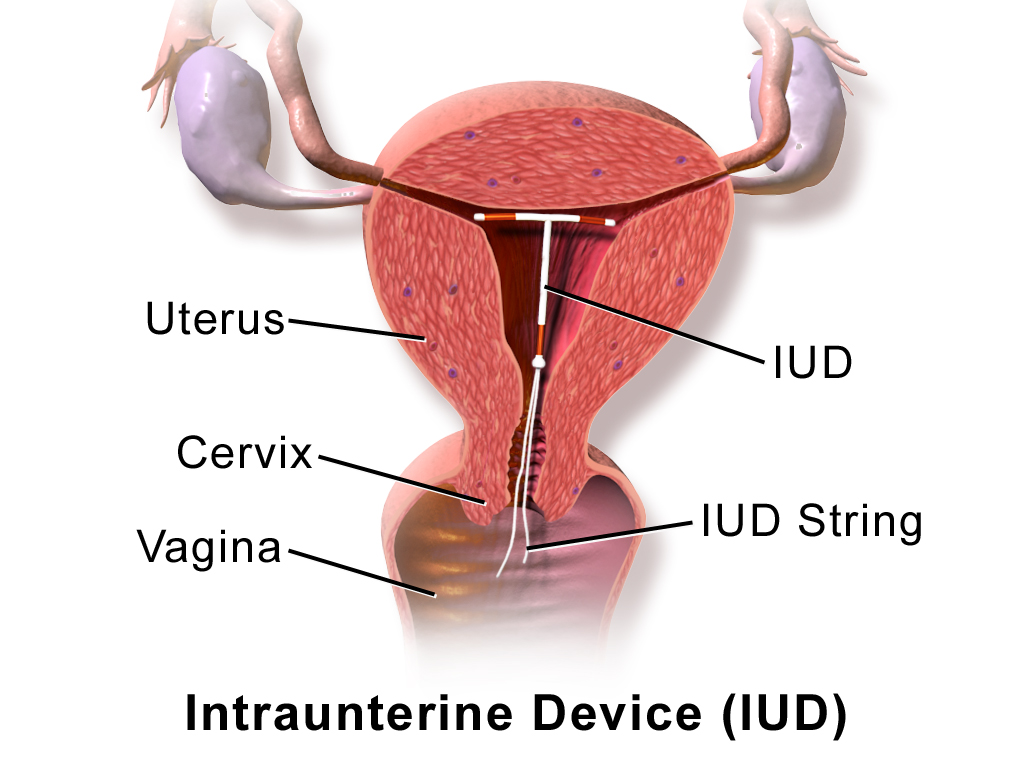 Uterus
IUD
Cervix
IUD String
Vagina
Intraunterine Device (IUD)